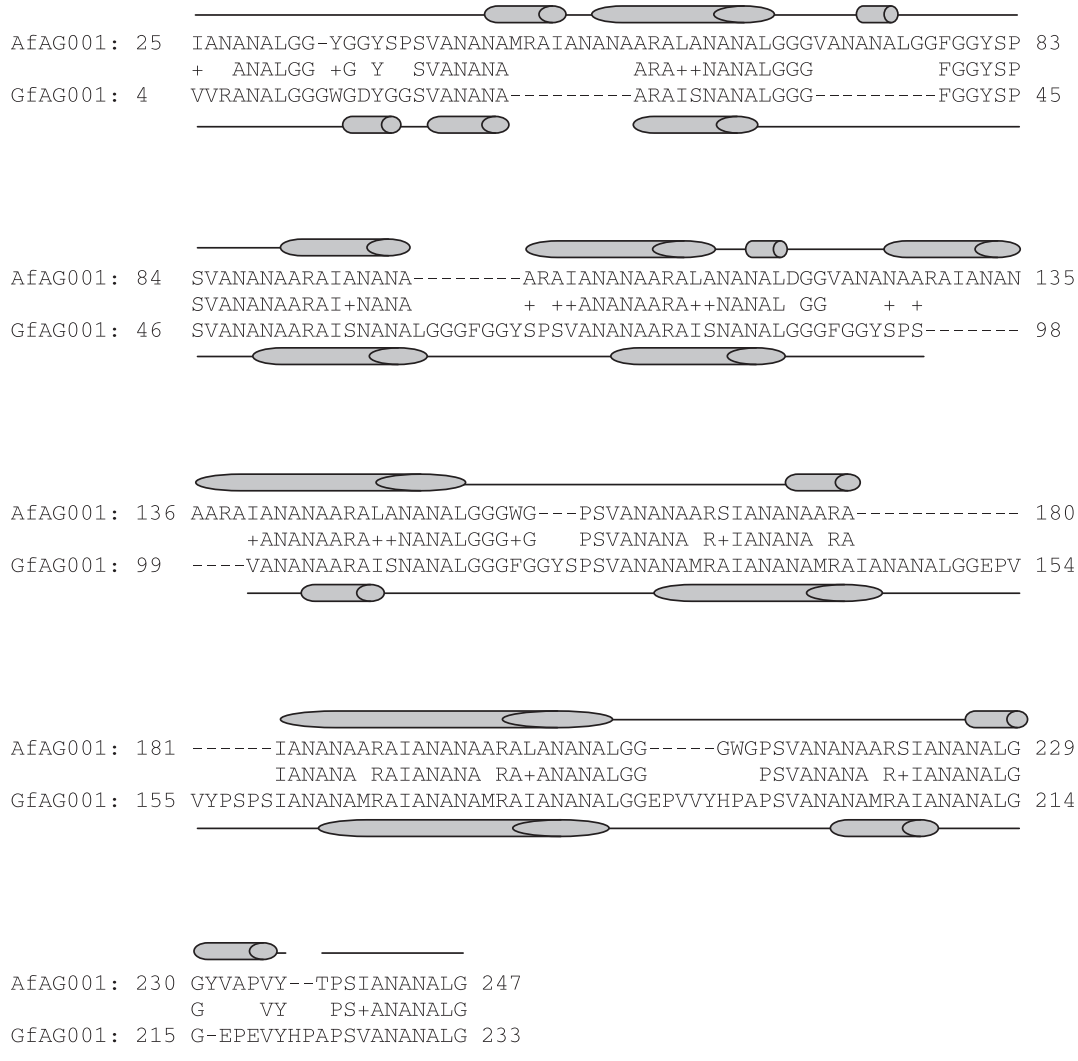 AfAG001: 25 IANANALGG-YGGYSPSVANANAMRAIANANAARALANANALGGGVANANALGGFGGYSP 83
+  ANALGG +G Y  SVANANA         ARA++NANALGGG         FGGYSP
GfAG001: 4 VVRANALGGGWGDYGGSVANANA---------ARAISNANALGGG---------FGGYSP 45
AfAG001: 84 SVANANAARAIANANA--------ARAIANANAARALANANALDGGVANANAARAIANAN 135
SVANANAARAI+NANA        + ++ANANAARA++NANAL GG    + +
GfAG001: 46 SVANANAARAISNANALGGGFGGYSPSVANANAARAISNANALGGGFGGYSPS------- 98
AfAG001: 136 AARAIANANAARALANANALGGGWG---PSVANANAARSIANANAARA------------ 180
+ANANAARA++NANALGGG+G   PSVANANA R+IANANA RA
GfAG001: 99 ----VANANAARAISNANALGGGFGGYSPSVANANAMRAIANANAMRAIANANALGGEPV 154
AfAG001: 181 ------IANANAARAIANANAARALANANALGG-----GWGPSVANANAARSIANANALG 229
IANANA RAIANANA RA+ANANALGG        PSVANANA R+IANANALG
GfAG001: 155 VYPSPSIANANAMRAIANANAMRAIANANALGGEPVVYHPAPSVANANAMRAIANANALG 214
AfAG001: 230 GYVAPVY--TPSIANANALG 247
G    VY   PS+ANANALG
GfAG001: 215 G-EPEVYHPAPSVANANALG 233